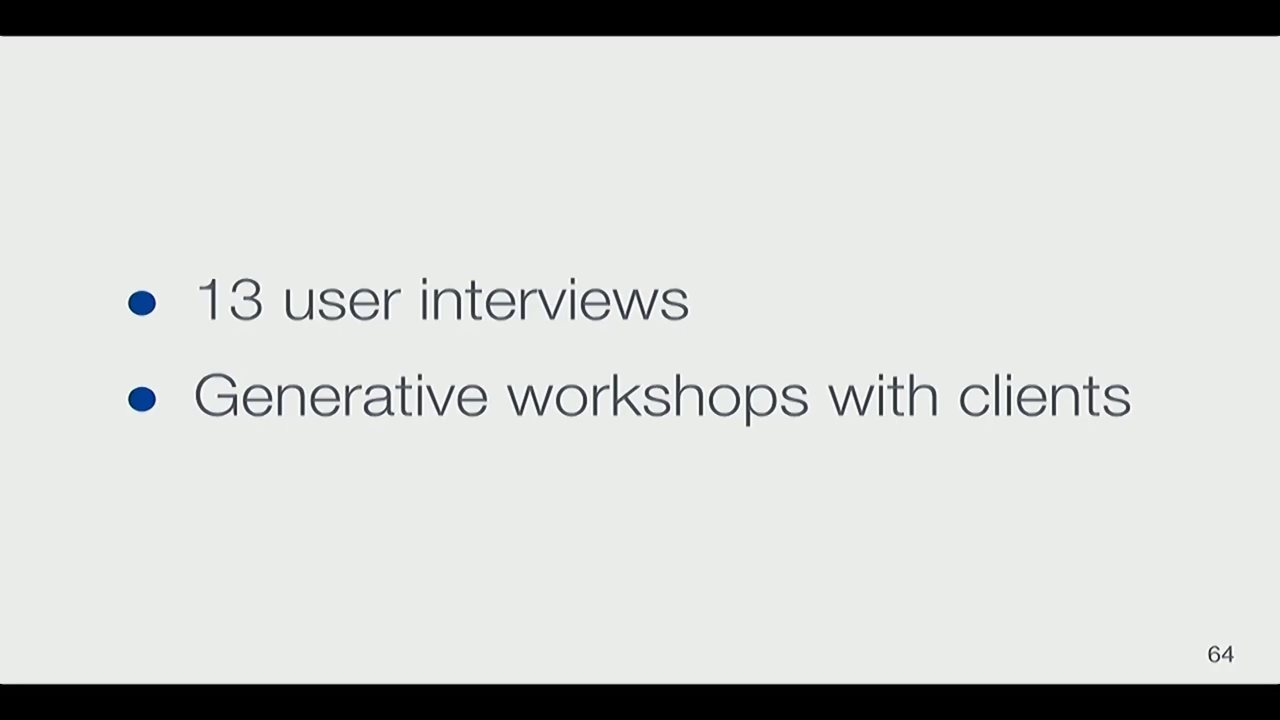 • 13 user interviews
• Generative workshops with clients
64